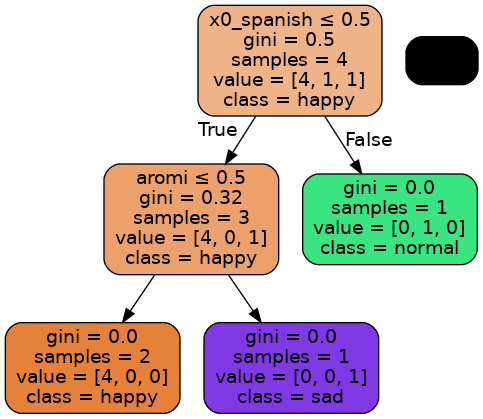 x0_spanish ≤ 0.5
gini = 0.5
samples = 4
value = [4, 1, 1]
class = happy
True
False
aromi ≤ 0.5
gini = 0.32
samples = 3
value = [4, 0, 1]
class = happy
gini = 0.0
samples = 1
value = [0, 1, 0]
class = normal
gini = 0.0
samples = 2
value = [4, 0, 0]
class = happy
gini = 0.0
samples = 1
value = [0, 0, 1]
class = sad